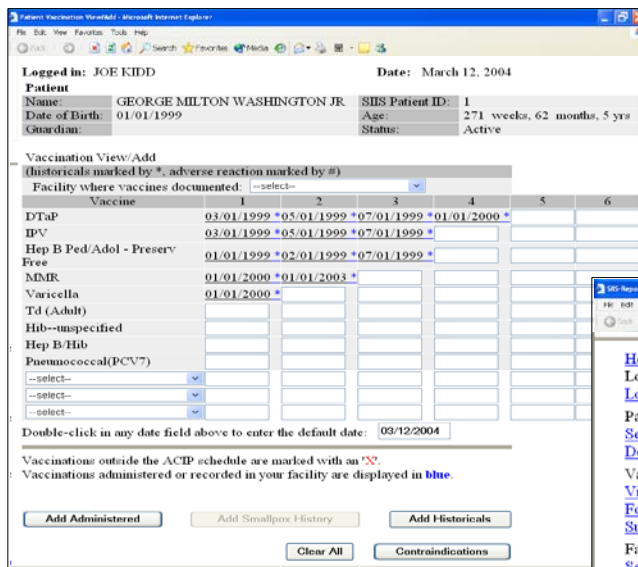 Patient Vaccination View/Add - Microsoft Internet Explorer
File Edit View Favorites Tools Help
Back Search Favorites Media
Logged in: JOE KIDD Date: March 12, 2004
Patient
Name: GEORGE MILTON WASHINGTON JR SIIS Patient ID: 1
Date of Birth: 01/01/1999 Age: 271 weeks, 62 months, 5 yrs
Guardian: Status: Active
Vaccination View/Add
(historicals marked by *, adverse reaction marked by #)
Facility where vaccines documented: --select--
Vaccine 1 2 3 4 5 6
DTaP 03/01/1999 * 05/01/1999 * 07/01/1999 * 01/01/2000 *
IPV 03/01/1999 * 05/01/1999 * 07/01/1999 *
Hep B Ped/Adol - Preserv
Free 01/01/1999 * 02/01/1999 * 07/01/1999 *
MMR 01/01/2000 * 01/01/2003 *
Varicella 01/01/2000 *
Td (Adult)
Hib--unspecified
Hep B/Hib
Pneumococcal(PCV7)
--select--
--select--
--select--
Double-click in any date field above to enter the default date: 03/12/2004
Vaccinations outside the ACIP schedule are marked with an 'X'.
Vaccinations administered or recorded in your facility are displayed in blue.
Add Administered Add Smallpox History Add Historicals
Clear All Contraindications
File Edit
Back